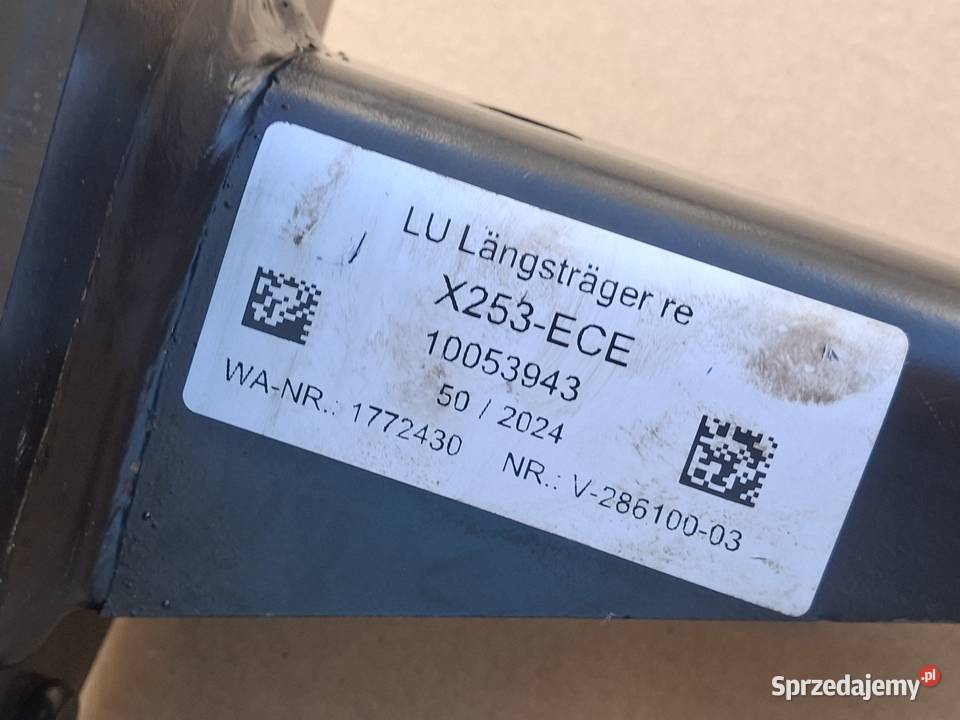 LU Längsträger re
X253-ECE
10053943
50 / 2024
WA-NR.: 1772430 NR.: V-286100-03
Sprzedajemy.pl